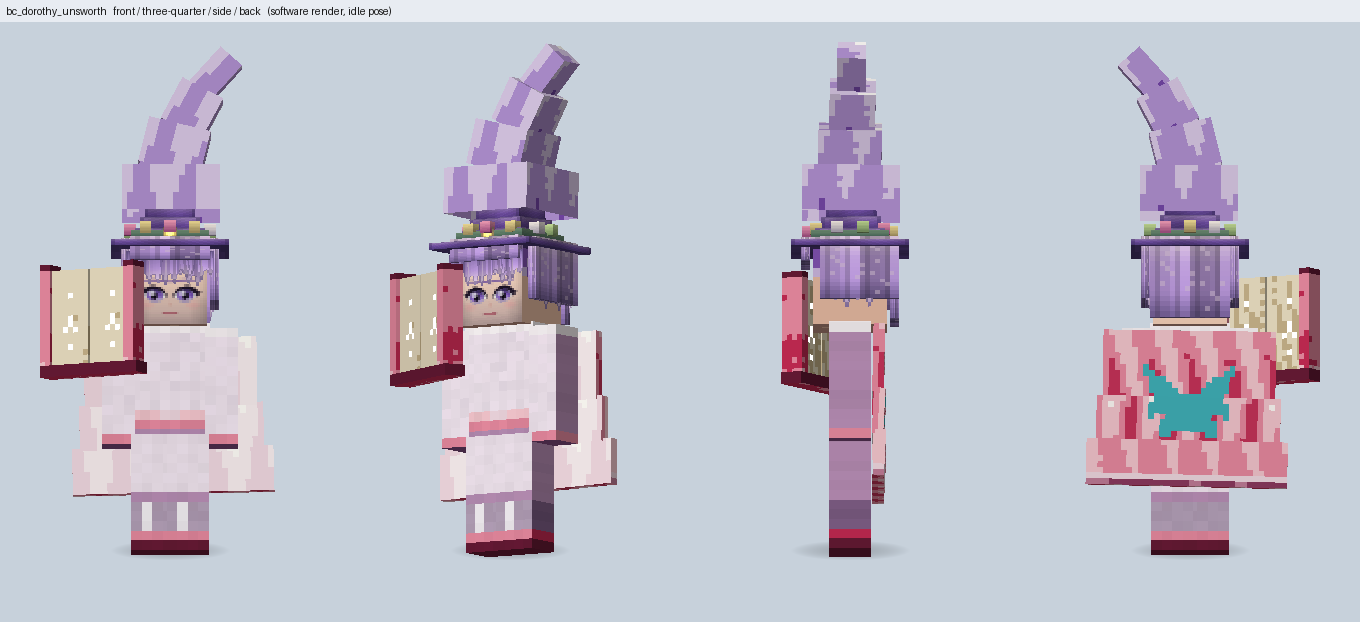 bc_dorothy_unsworth front / three-quarter / side / back (software render, idle pose)